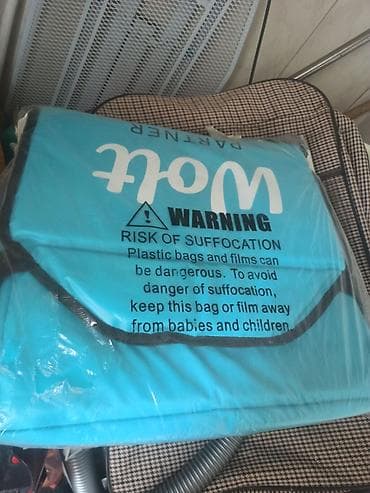 PARTNER
Wolt
WARNING
RISK OF SUFFOCATION
Plastic bags and films can
be dangerous. To avoid
danger of suffocation,
keep this bag or film away
from babies and children.